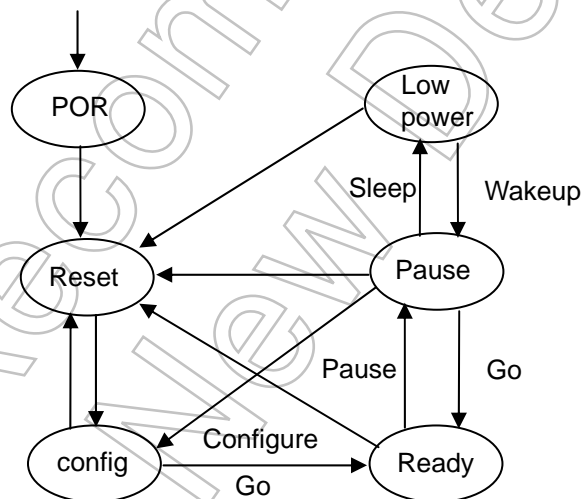 POR
Low
power
Sleep
Wakeup
Reset
Pause
Pause
Go
Configure
config
Ready
Go